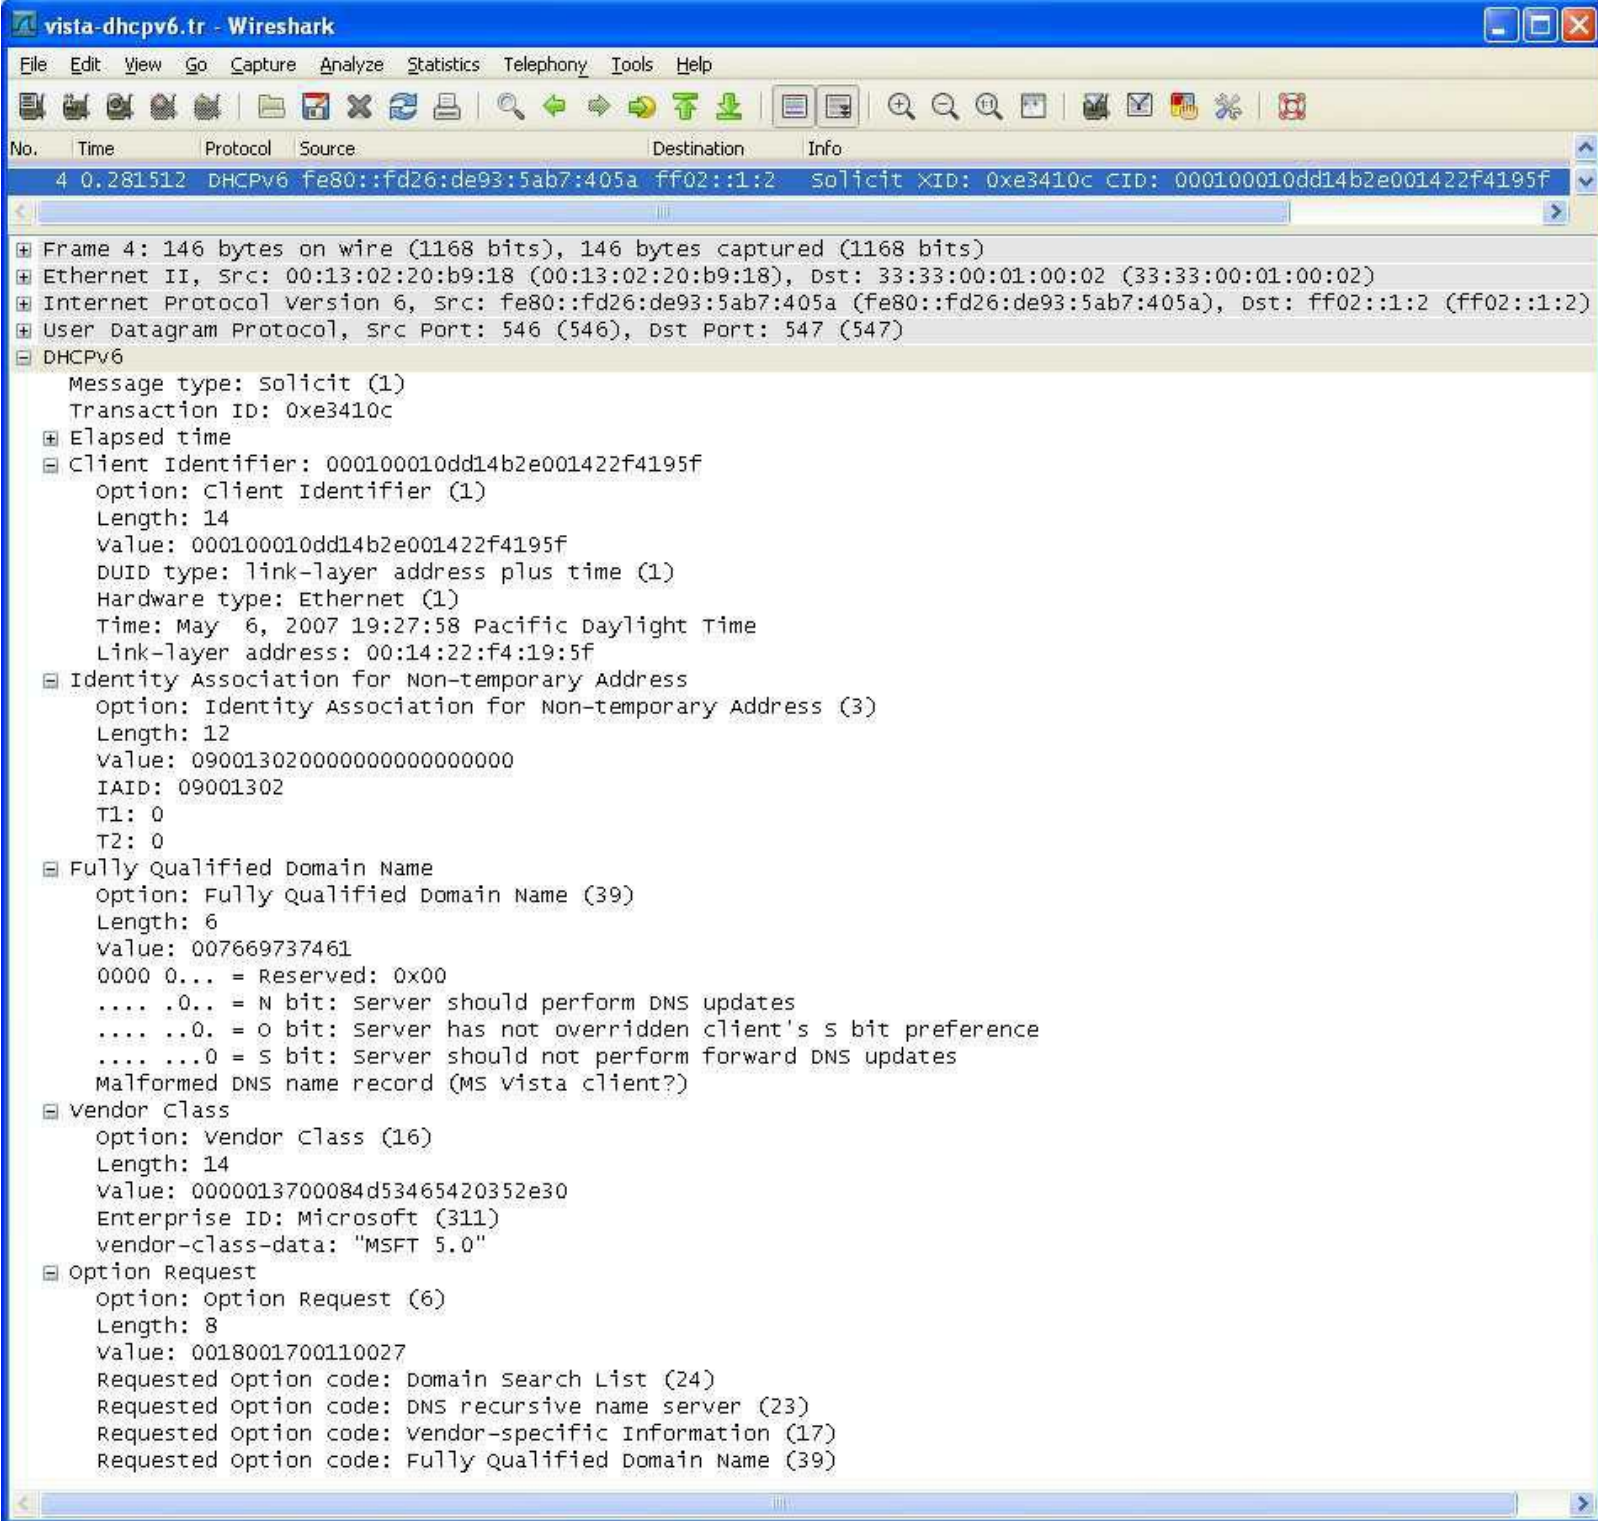 vista-dhcpv6.tr - Wireshark
File Edit View Go Capture Analyze Statistics Telephony Tools Help
No. Time Protocol Source Destination Info
4 0.281512 DHCPv6 fe80::fd26:de93:5ab7:405a ff02::1:2 Solicit XID: 0xe3410c CID: 000100010dd14b2e001422f4195f
Frame 4: 146 bytes on wire (1168 bits), 146 bytes captured (1168 bits)
Ethernet II, Src: 00:13:02:20:b9:18 (00:13:02:20:b9:18), Dst: 33:33:00:01:00:02 (33:33:00:01:00:02)
Internet Protocol Version 6, Src: fe80::fd26:de93:5ab7:405a (fe80::fd26:de93:5ab7:405a), Dst: ff02::1:2 (ff02::1:2)
User Datagram Protocol, Src Port: 546 (546), Dst Port: 547 (547)
DHCPv6
Message type: Solicit (1)
Transaction ID: 0xe3410c
Elapsed time
Client Identifier: 000100010dd14b2e001422f4195f
Option: Client Identifier (1)
Length: 14
Value: 000100010dd14b2e001422f4195f
DUID type: link-layer address plus time (1)
Hardware type: Ethernet (1)
Time: May  6, 2007 19:27:58 Pacific Daylight Time
Link-layer address: 00:14:22:f4:19:5f
Identity Association for Non-temporary Address
Option: Identity Association for Non-temporary Address (3)
Length: 12
Value: 090013020000000000000000
IAID: 09001302
T1: 0
T2: 0
Fully Qualified Domain Name
Option: Fully Qualified Domain Name (39)
Length: 6
Value: 007669737461
0000 0... = Reserved: 0x00
.... .0.. = N bit: Server should perform DNS updates
.... ..0. = O bit: Server has not overridden client's S bit preference
.... ...0 = S bit: Server should not perform forward DNS updates
Malformed DNS name record (MS Vista client?)
Vendor Class
Option: Vendor Class (16)
Length: 14
Value: 0000013700084d53465420352e30
Enterprise ID: Microsoft (311)
vendor-class-data: "MSFT 5.0"
Option Request
Option: Option Request (6)
Length: 8
Value: 0018001700110027
Requested Option code: Domain Search List (24)
Requested Option code: DNS recursive name server (23)
Requested Option code: Vendor-specific Information (17)
Requested Option code: Fully Qualified Domain Name (39)